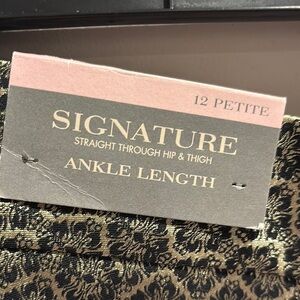 12 PETITE
SIGNATURE
STRAIGHT THROUGH HIP & THIGH
ANKLE LENGTH